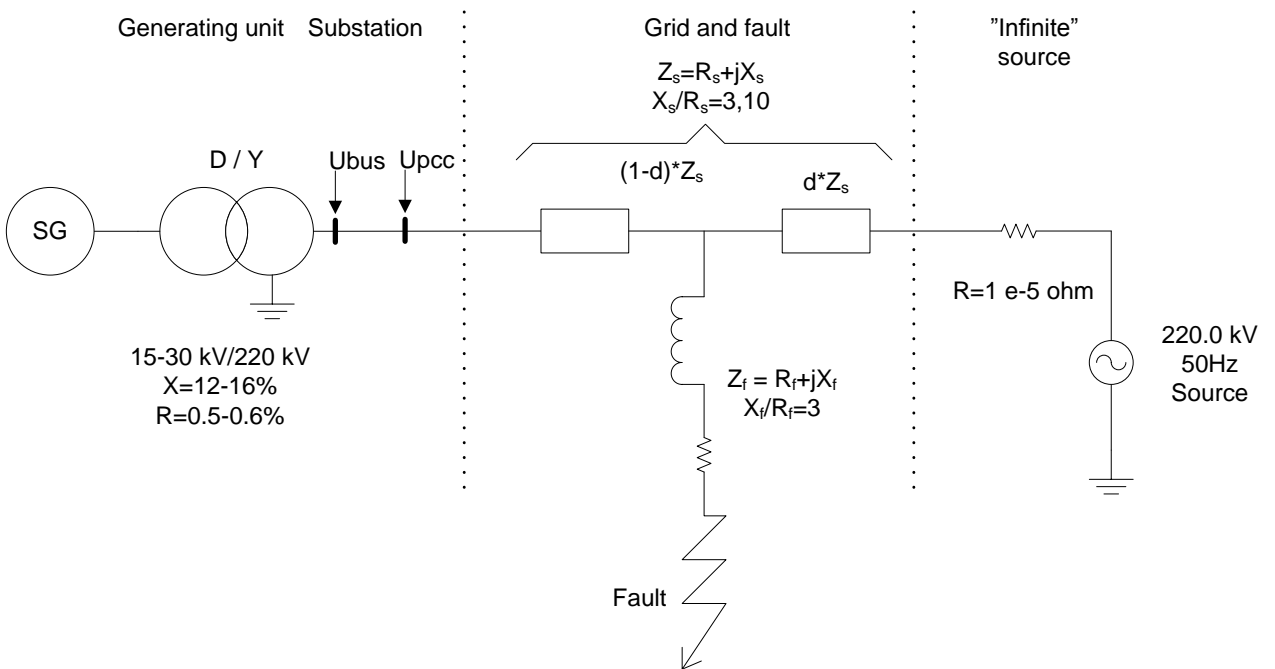 Generating unit
Substation
Grid and fault
"Infinite"
source
Zs=Rs+jXs
Xs/Rs=3,10
D / Y
Ubus
Upcc
(1-d)*Zs
d*Zs
SG
R=1 e-5 ohm
15-30 kV/220 kV
X=12-16%
R=0.5-0.6%
Zf = Rf+jXf
Xf/Rf=3
220.0 kV
50Hz
Source
Fault